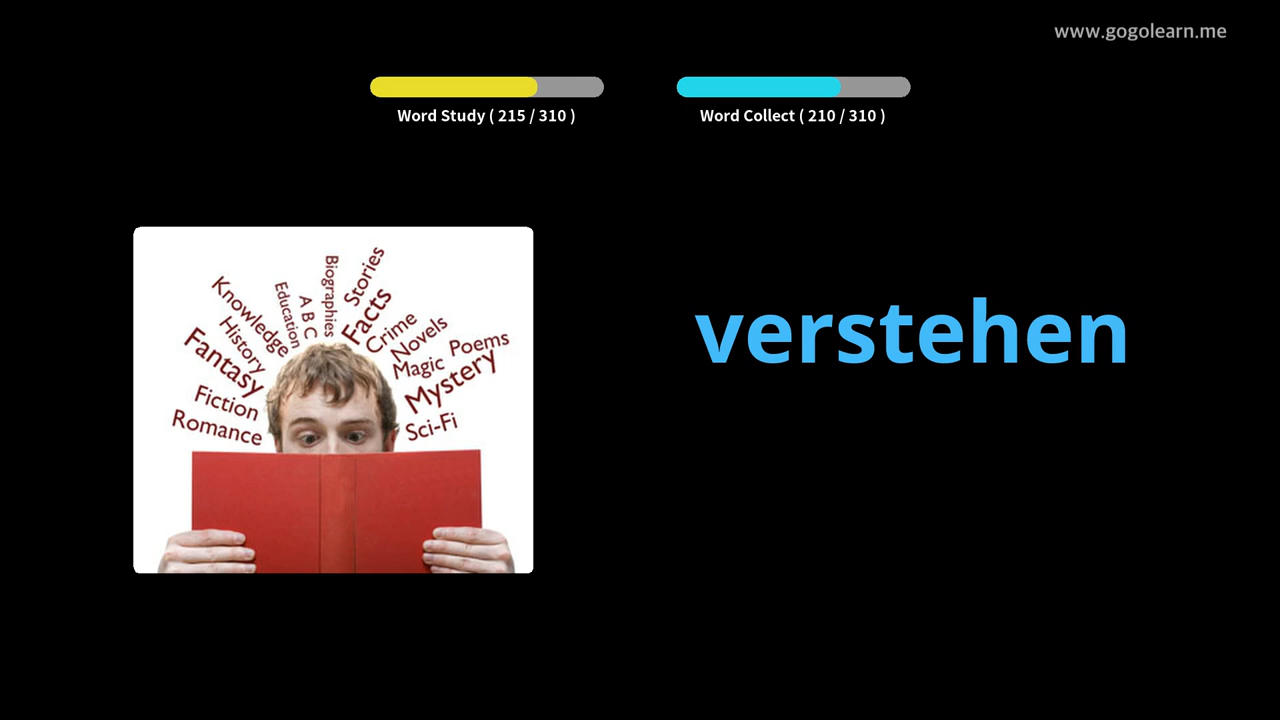 www.gogolearn.me
Word Study ( 215 / 310 )
Word Collect ( 210 / 310 )
Biographies
Stories
Education
A B C
Facts
Knowledge
Crime
History
Novels
Fantasy
Magic
Poems
Mystery
Fiction
Romance
Sci-Fi
verstehen